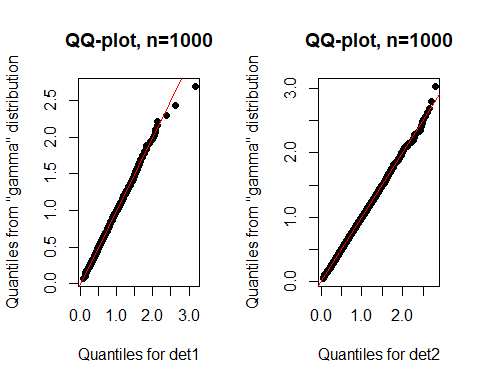 QQ-plot, n=1000
Quantiles from "gamma" distribution
0.0 0.5 1.0 1.5 2.0 2.5
0.0 1.0 2.0 3.0
Quantiles for det1
QQ-plot, n=1000
Quantiles from "gamma" distribution
0.0 1.0 2.0 3.0
0.0 1.0 2.0
Quantiles for det2